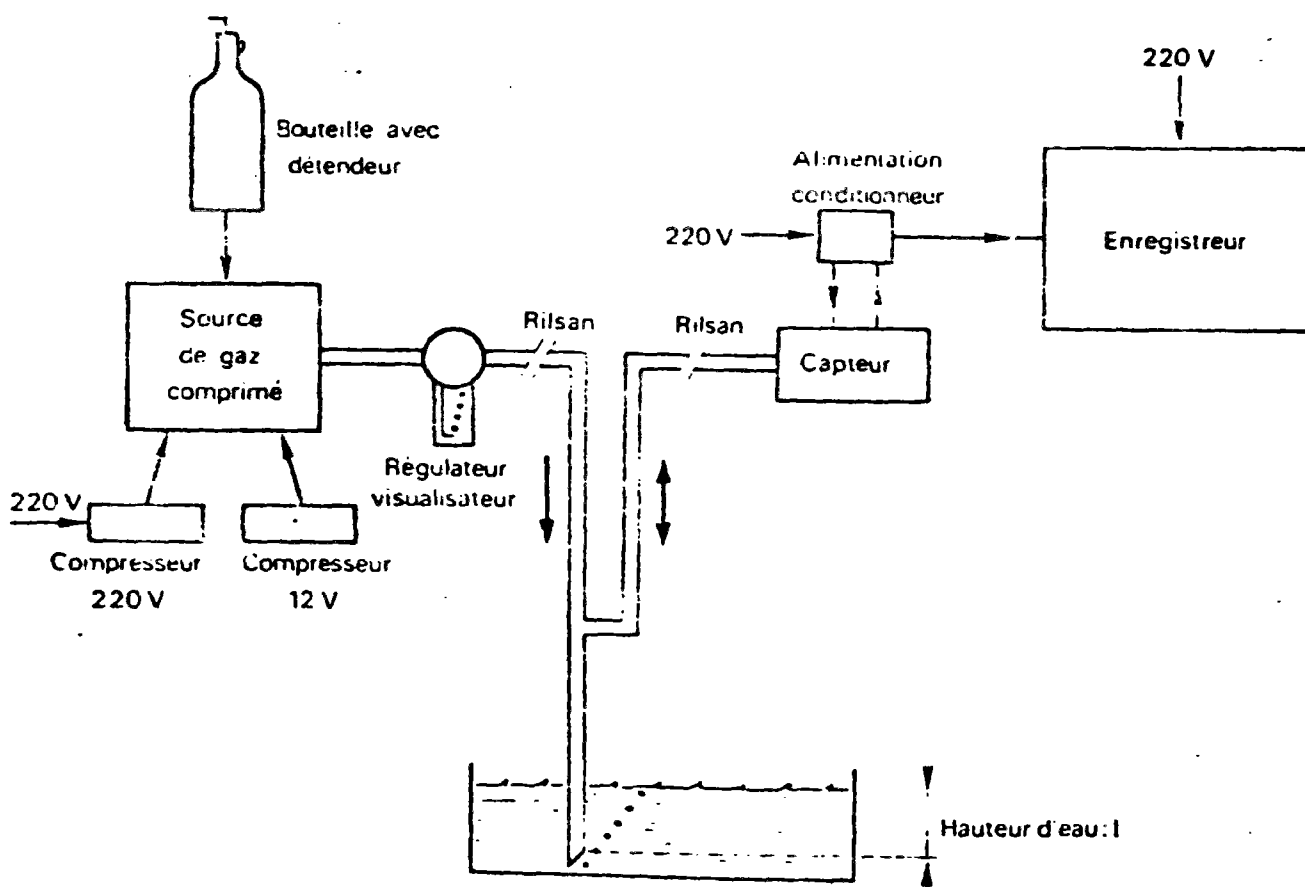 220 V
Bouteille avec
détendeur
Alimentation
conditionneur
220 V
Enregistreur
Source
de gaz
comprimé
Rilsan
Rilsan
Capteur
Régulateur
visualisateur
220 V
Compresseur
220 V
Compresseur
12 V
Hauteur d'eau: